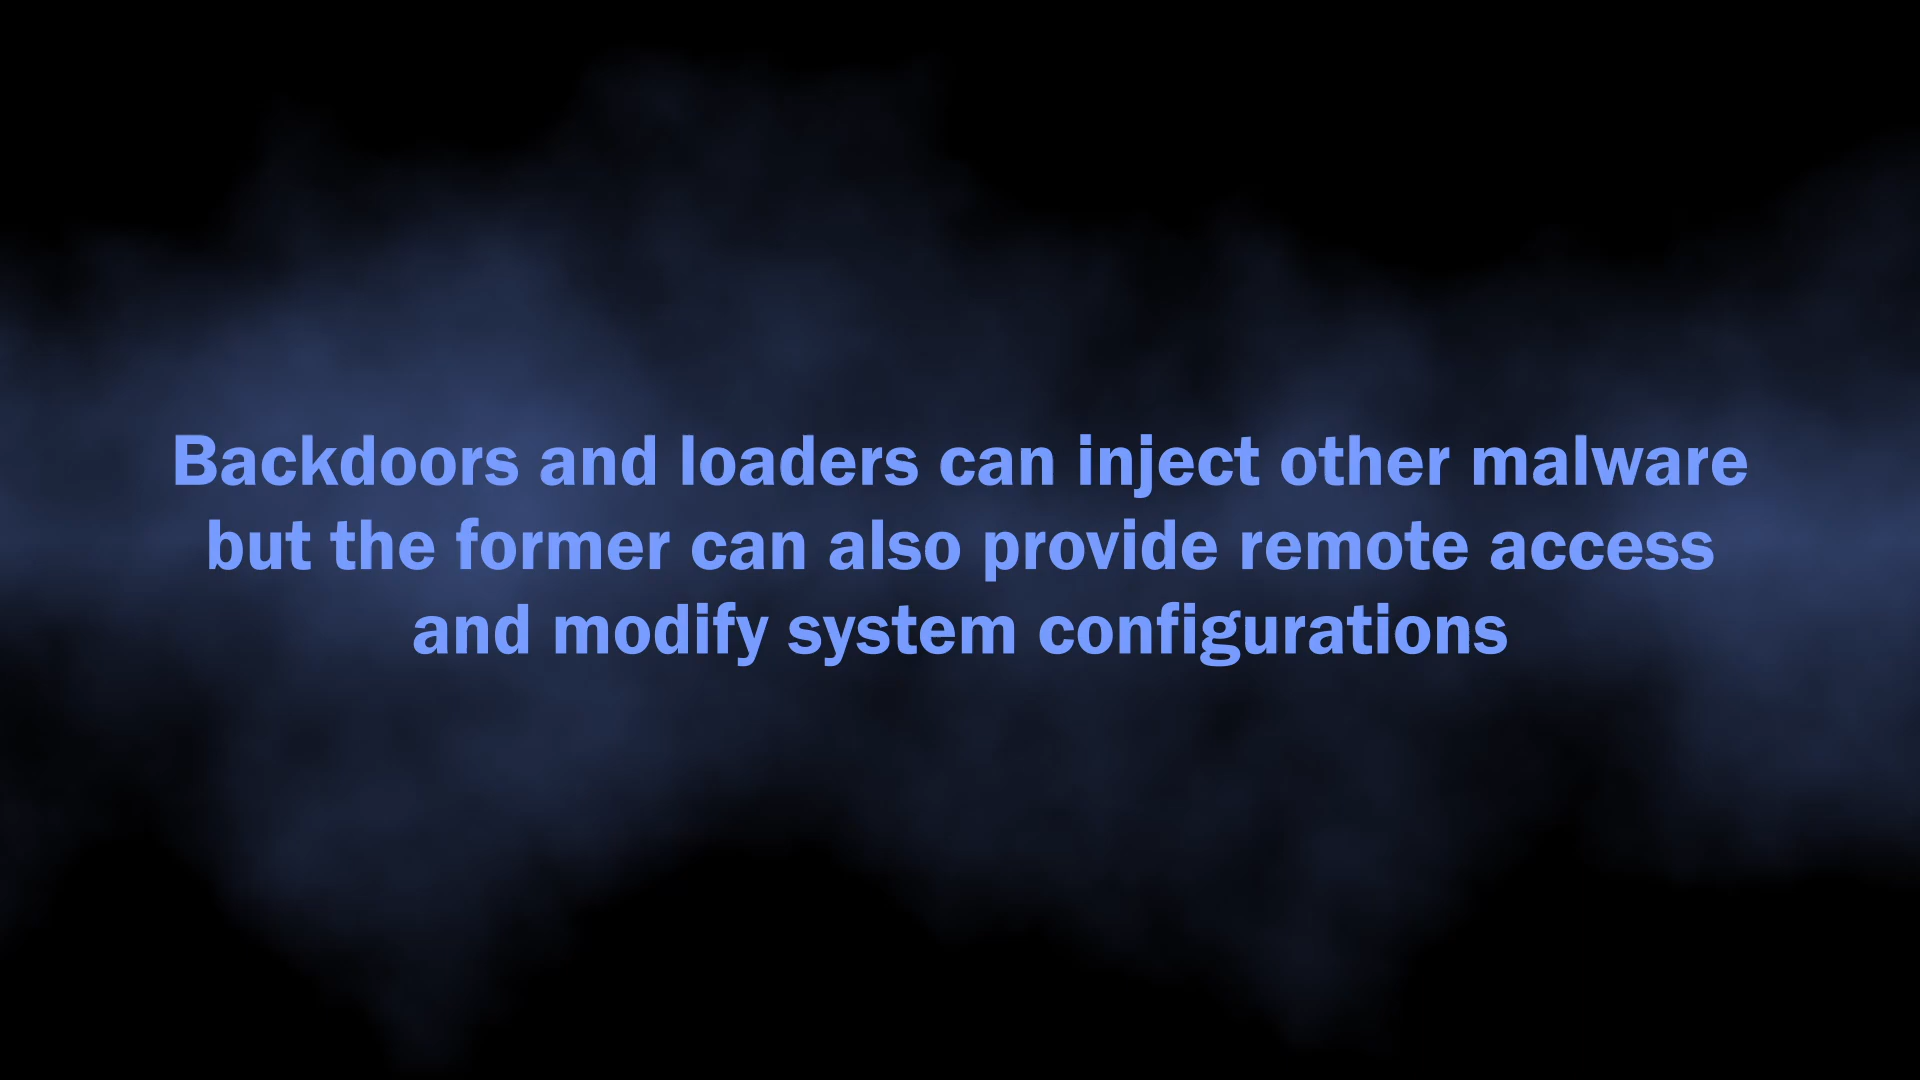 Backdoors and loaders can inject other malware
but the former can also provide remote access
and modify system configurations